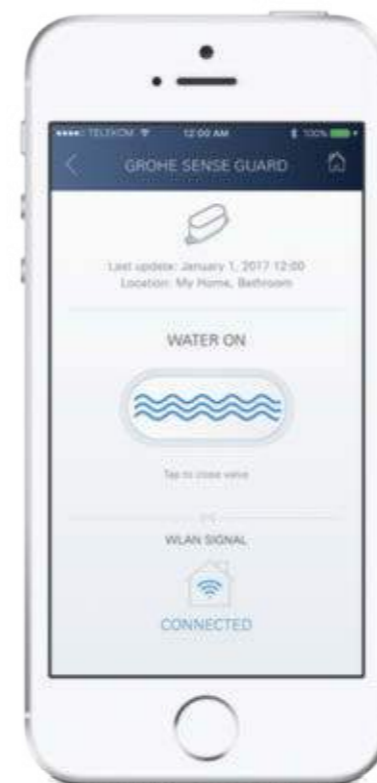 TELEKOM 12:00 AM 100%
GROHE SENSE GUARD
Last update: January 1, 2017 12:00
Location: My Home, Bathroom
WATER ON
Tap to close valve
WLAN SIGNAL
CONNECTED